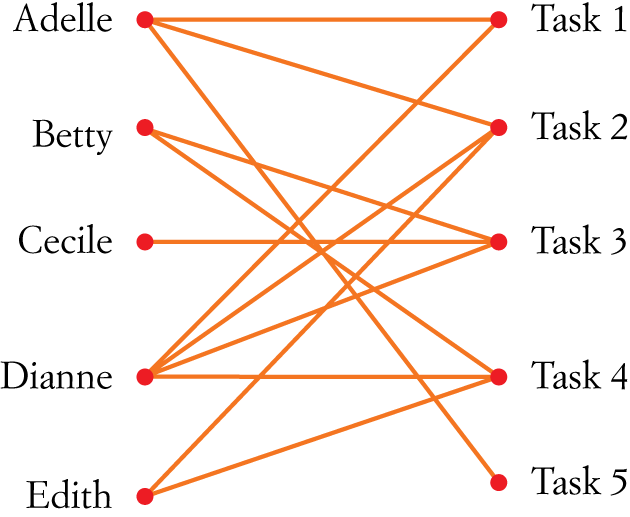 Adelle
Task 1
Betty
Task 2
Cecile
Task 3
Dianne
Task 4
Edith
Task 5